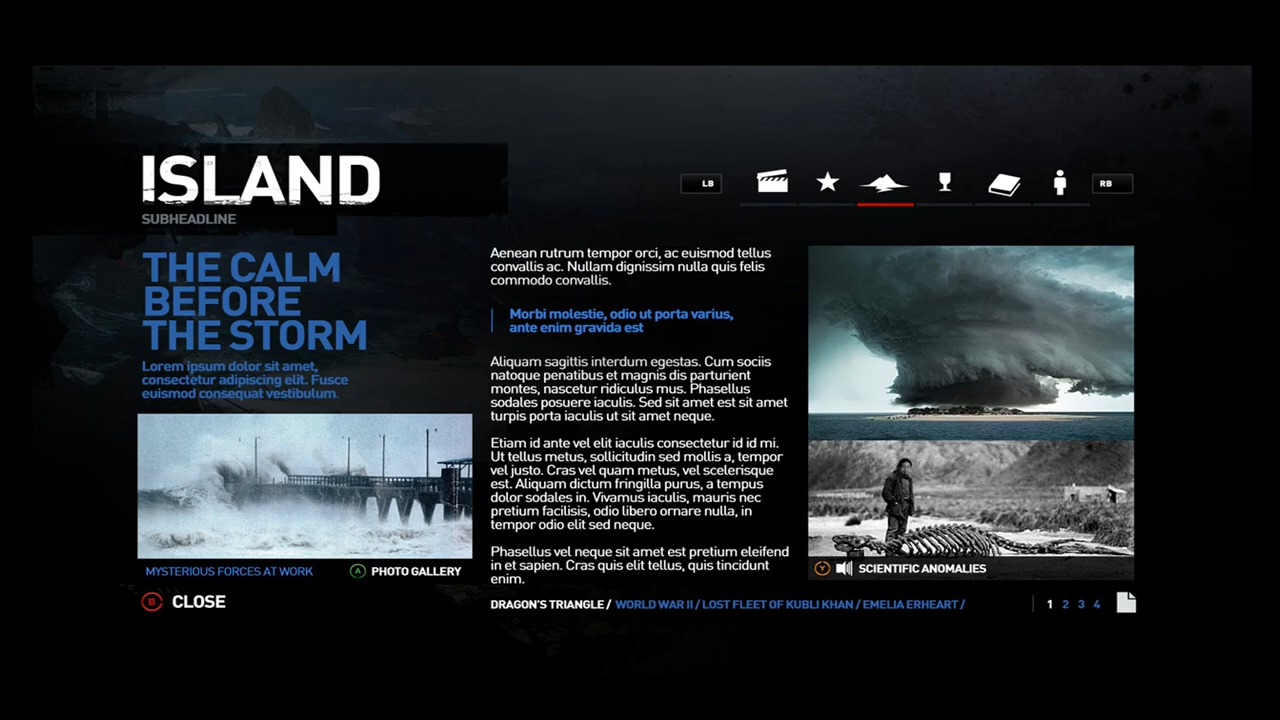 ISLAND
SUBHEADLINE
LB
RB
THE CALM
BEFORE
THE STORM
Lorem ipsum dolor sit amet,
consectetur adipiscing elit. Fusce
euismod consequat vestibulum.
MYSTERIOUS FORCES AT WORK
A PHOTO GALLERY
B CLOSE
Aenean rutrum tempor orci, ac euismod tellus
convallis ac. Nullam dignissim nulla quis felis
commodo convallis.
Morbi molestie, odio ut porta varius,
ante enim gravida est
Aliquam sagittis interdum egestas. Cum sociis
natoque penatibus et magnis dis parturient
montes, nascetur ridiculus mus. Phasellus
sodales posuere iaculis. Sed sit amet est sit amet
turpis porta iaculis ut sit amet neque.
Etiam id ante vel elit iaculis consectetur id id mi.
Ut tellus metus, sollicitudin sed mollis a, tempor
vel justo. Cras vel quam metus, vel scelerisque
est. Aliquam dictum fringilla purus, a tempus
dolor sodales in. Vivamus iaculis, mauris nec
pretium facilisis, odio libero ornare nulla, in
tempor odio elit sed neque.
Phasellus vel neque sit amet est pretium eleifend
in et sapien. Cras quis elit tellus, quis tincidunt
enim.
Y SCIENTIFIC ANOMALIES
DRAGON'S TRIANGLE / WORLD WAR II / LOST FLEET OF KUBLI KHAN / EMELIA ERHEART /
1 2 3 4